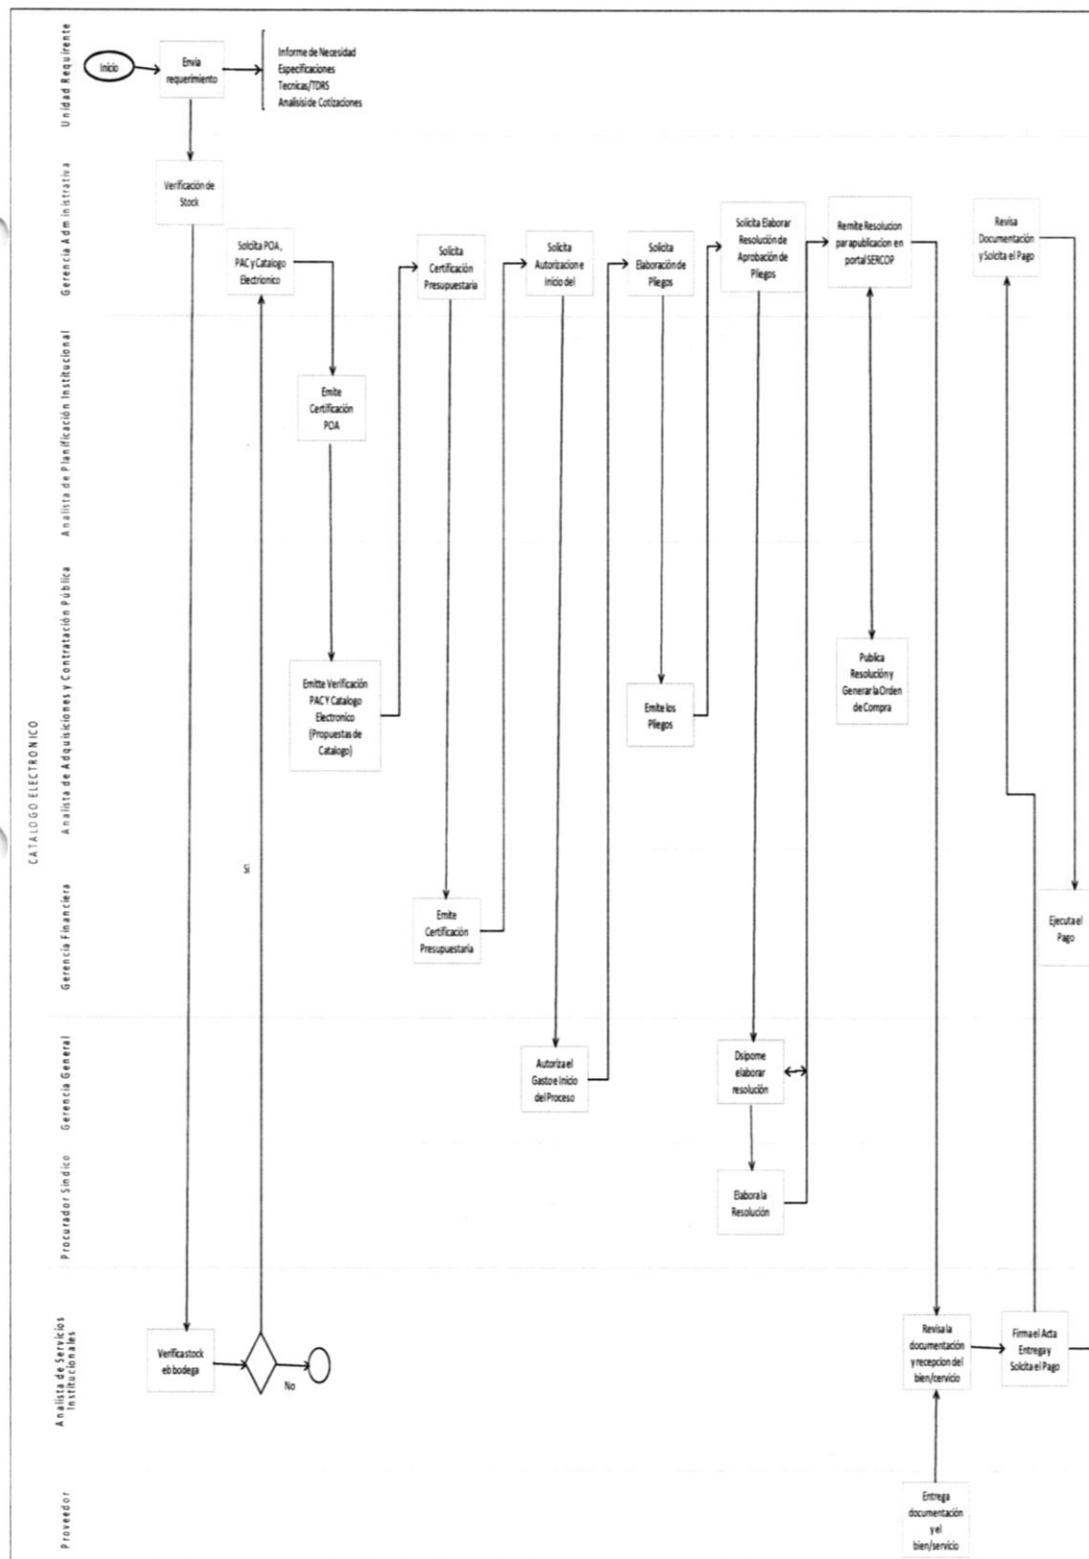 CATALOGO ELECTRONICO
Unidad Requirente
Inicio
Envia
requerimiento
Informe de Necesidad
Especificaciones
Tecnicas/TDRS
Analisisi de Cotizaciones
Gerencia Administrativa
Verificación de
Stock
Solcita POA,
PAC y Catalogo
Electrionico
Solicita
Certificación
Presupuestaria
Solicita
Autorizacion e
Inicio del
Solicita
Elaboración de
Pliegos
Solicita Elaborar
Resolución de
Aprobación de
Pliegos
Remite Resolucion
para publicacion en
portal SERCOP
Revisa
Documentación
y Solcita el Pago
Analista de Planificación Institucional
Emite
Certificación
POA
Analista de Adquisiciones y Contratación Pública
Emitte Verificación
PAC Y Catalogo
Electronico
(Propuestas de
Catalogo)
Emite los
Pliegos
Publica
Resolución y
Generar la Orden
de Compra
Si
Gerencia Financiera
Emite
Certificación
Presupuestaría
Ejecuta el
Pago
Gerencia General
Autoriza el
Gasto e Inicio
del Proceso
Dsipome
elaborar
resolución
Procurador Sindico
Elabora la
Resolución
Analista de Servicios
Institucionales
Verifica stock
eb bodega
No
Revisa la
documentación
y recepcion del
bien/cervicio
Firma el Acta
Entrega y
Solcita el Pago
Proveedor
Entrega
documentación
y el
bien/servicio